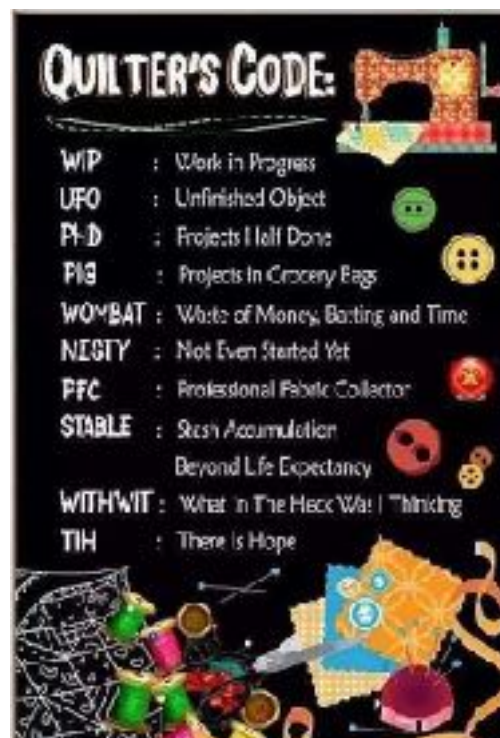 QUILTER'S CODE:
WIP : Work in Progress
UFO : Unfinished Object
PHD : Projects Half Done
PIG : Projects In Grocery Bags
WOMBAT : Waste of Money, Batting and Time
NESTY : Not Even Started Yet
PFC : Professional Fabric Collector
STABLE : Stash Accumulation
Beyond Life Expectancy
WITHWIT : What In The Heck Was I Thinking
TIH : There Is Hope